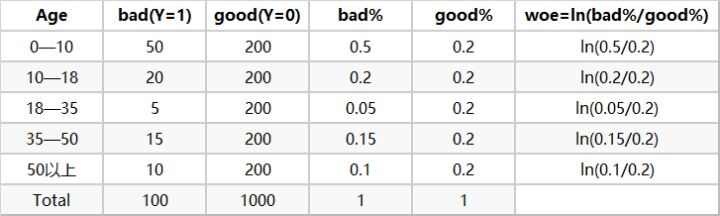 Age bad(Y=1) good(Y=0) bad% good% woe=ln(bad%/good%)
0—10 50 200 0.5 0.2 ln(0.5/0.2)
10—18 20 200 0.2 0.2 ln(0.2/0.2)
18—35 5 200 0.05 0.2 ln(0.05/0.2)
35—50 15 200 0.15 0.2 ln(0.15/0.2)
50以上 10 200 0.1 0.2 ln(0.1/0.2)
Total 100 1000 1 1